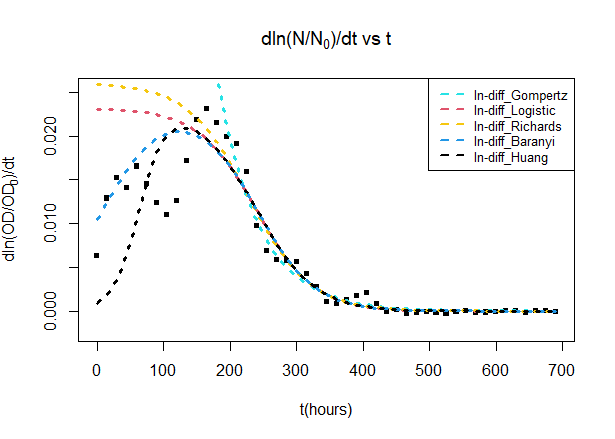 dln(N/N₀)/dt vs t
ln-diff_Gompertz
ln-diff_Logistic
ln-diff_Richards
ln-diff_Baranyi
ln-diff_Huang
dln(OD/OD₀)/dt
0.020
0.010
0.000
0 100 200 300 400 500 600 700
t(hours)